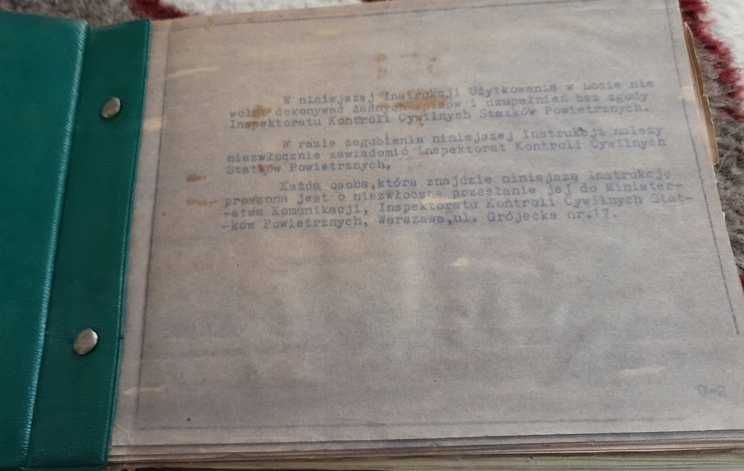 W niniejszej Instrukcji Użytkowania w Locie nie
wolno dokonywać żadnych wpisów i uzupełnień bez zgody
Inspektoratu Kontroli Cywilnych Statków Powietrznych.
W razie zagubienia niniejszej instrukcji należy
niezwłocznie zawiadomić Inspektorat Kontroli Cywilnych
Statków Powietrznych.
Każda osoba,która znajdzie niniejszą instrukcję
proszona jest o niezwłoczne przesłanie jej do Minister-
-stwa Komunikacji, Inspektoratu Kontroli Cywilnych Stat-
-ków Powietrznych, Warszawa,ul. Grójecka nr.17.